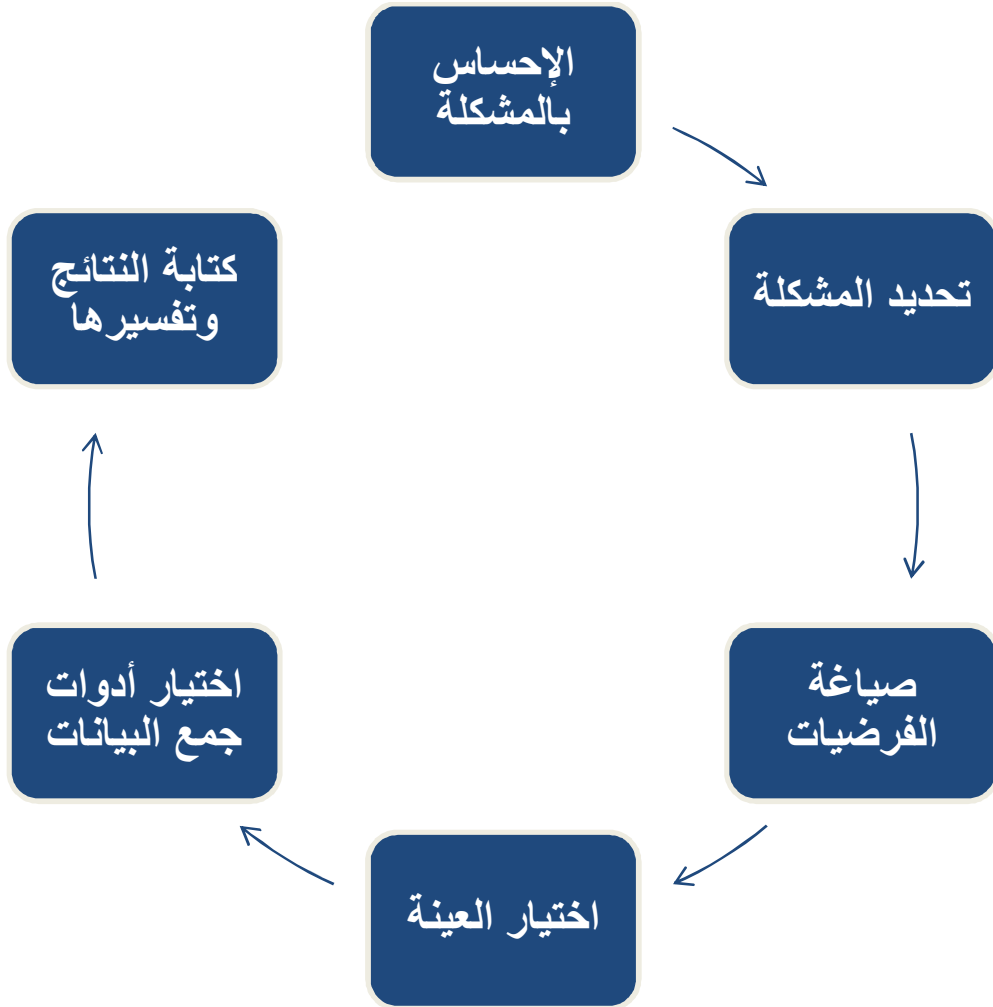 الإحساس
بالمشكلة
تحديد المشكلة
صياغة
الفرضيات
اختيار العينة
اختيار أدوات
جمع البيانات
كتابة النتائج
وتفسيرها